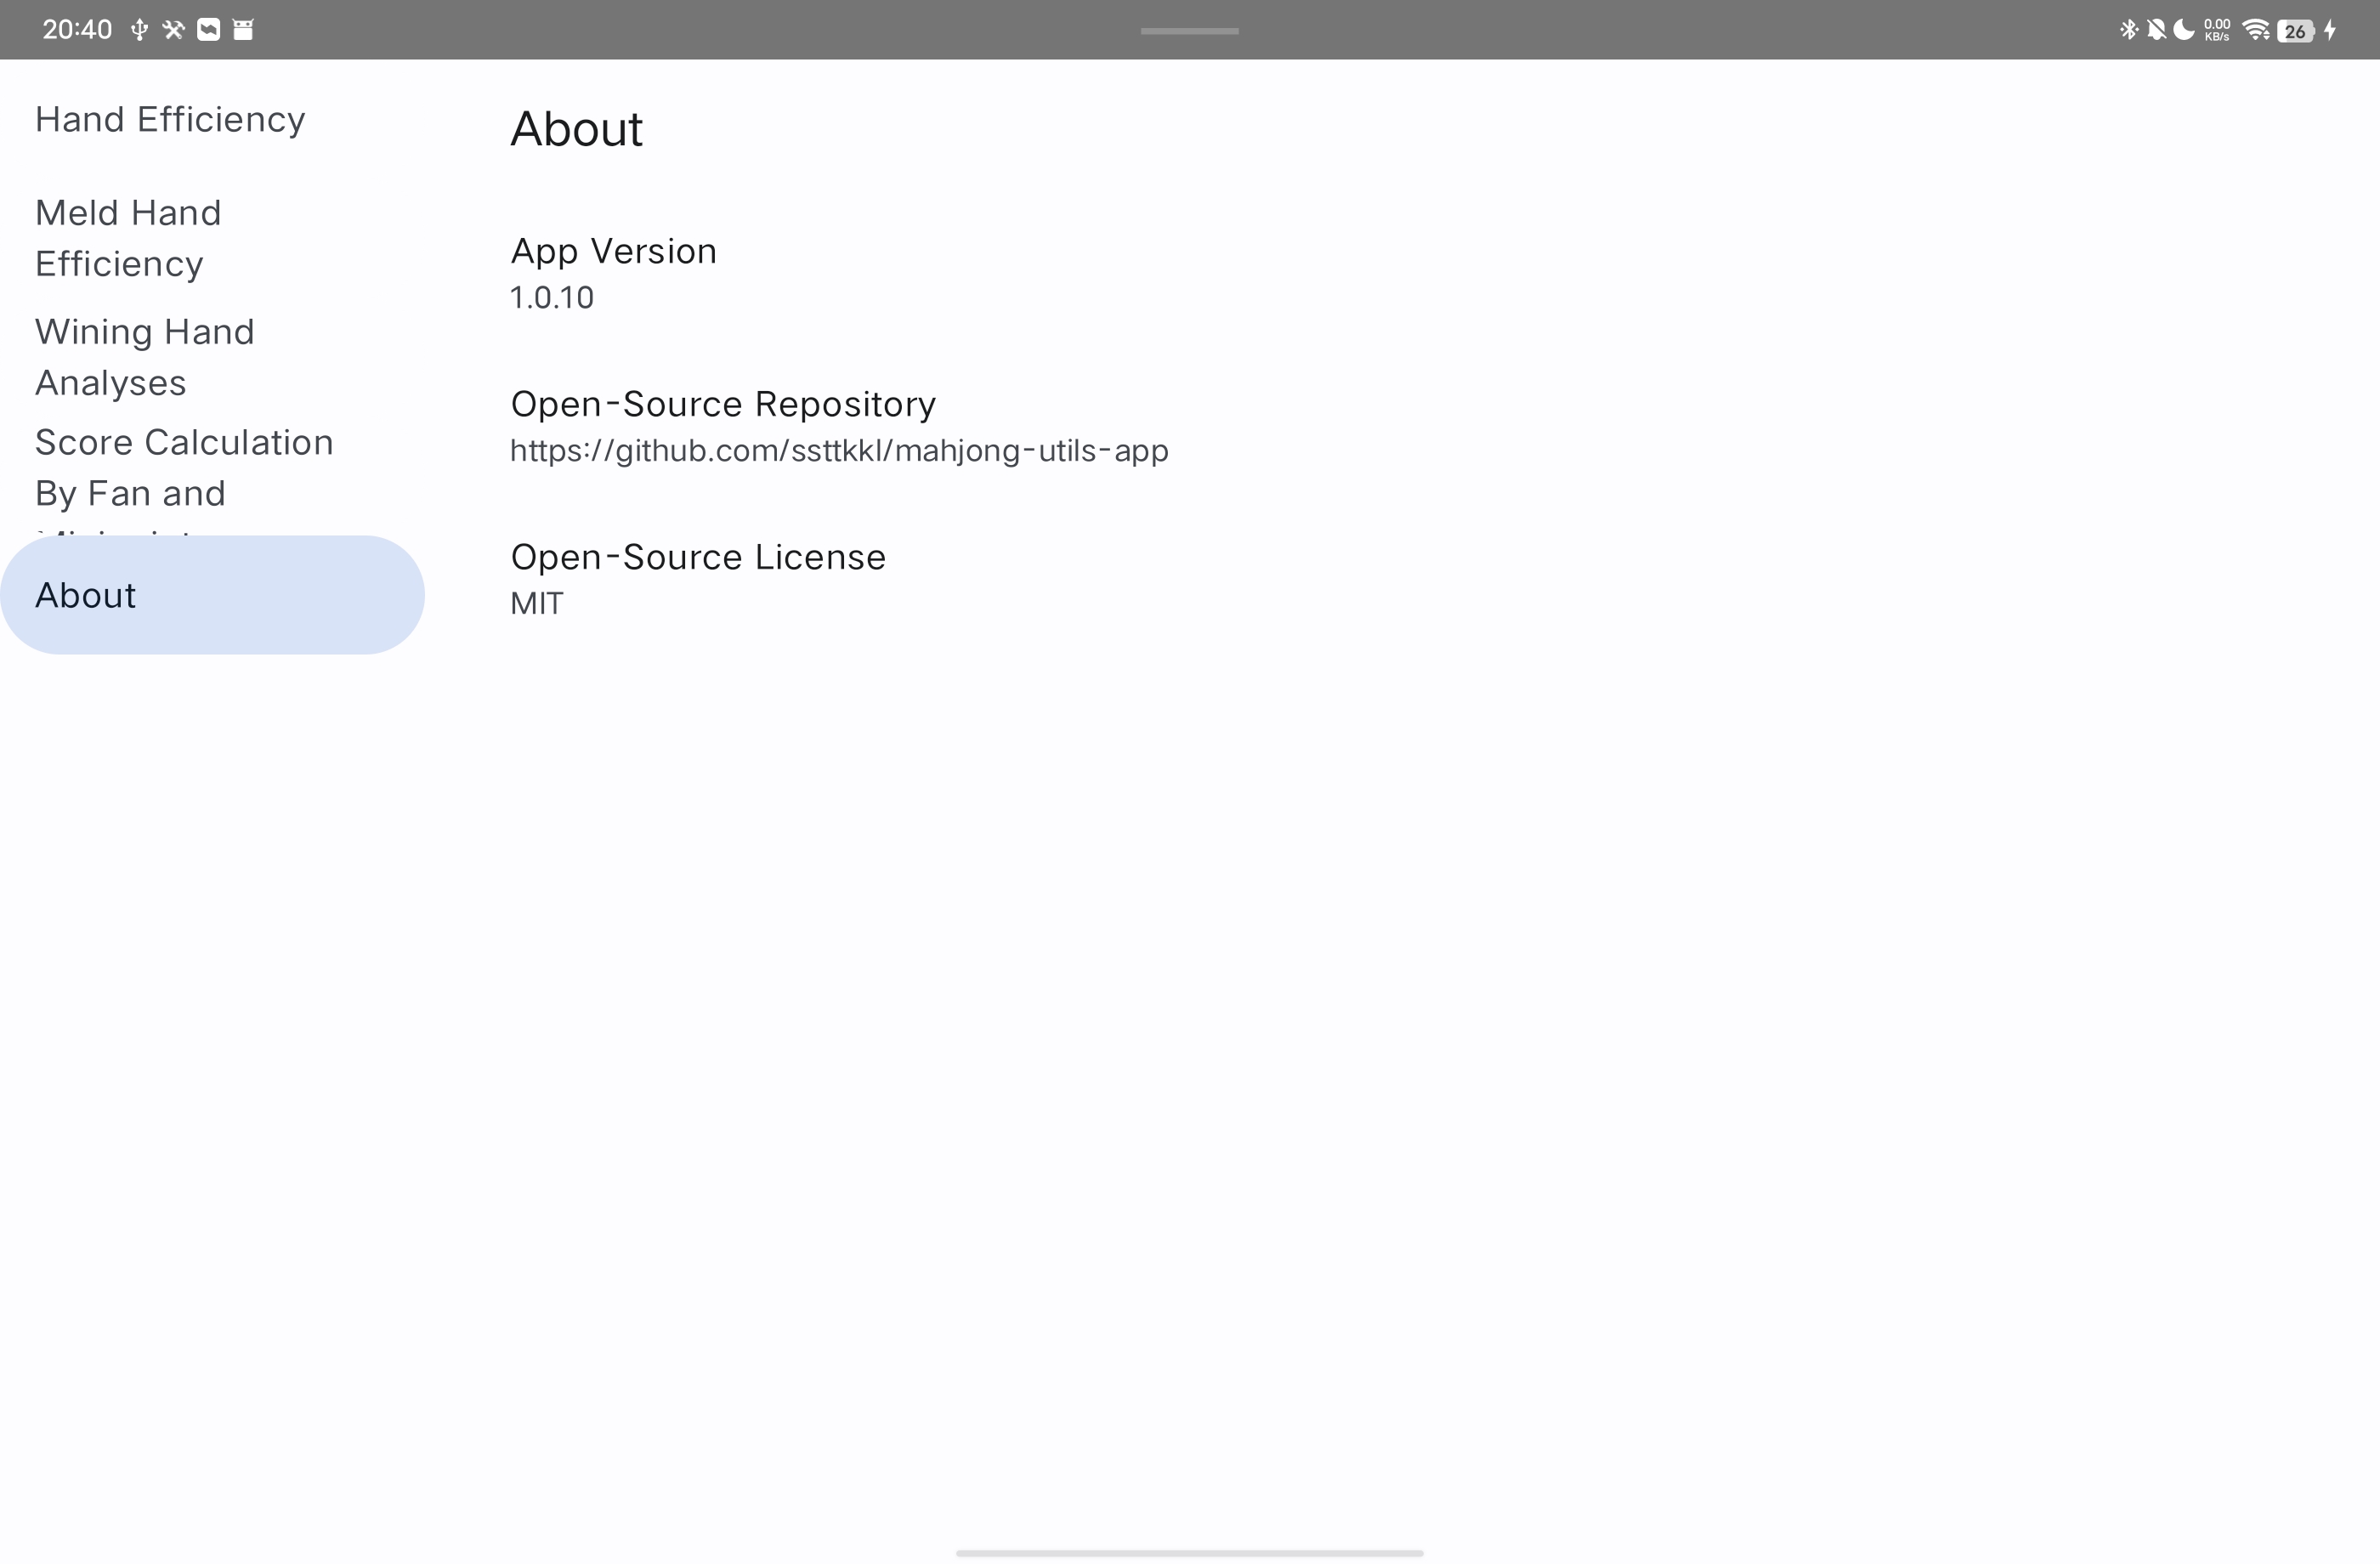 20:40
0.00
KB/s
26
Hand Efficiency
Meld Hand
Efficiency
Wining Hand
Analyses
Score Calculation
By Fan and
About
About
App Version
1.0.10
Open-Source Repository
https://github.com/ssttkkl/mahjong-utils-app
Open-Source License
MIT